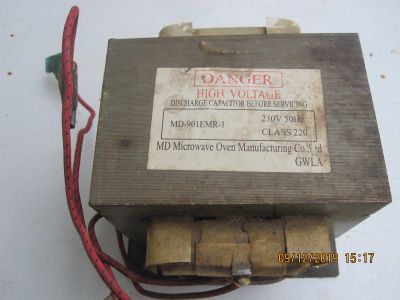 DANGER
HIGH VOLTAGE
DISCHARGE CAPACITOR BEFORE SERVICING
MD-901EMR-1 230V 50Hz
CLASS 220
MD Microwave Oven Manufacturing Co.,Ltd
GWLA
09/12/2019 15:17